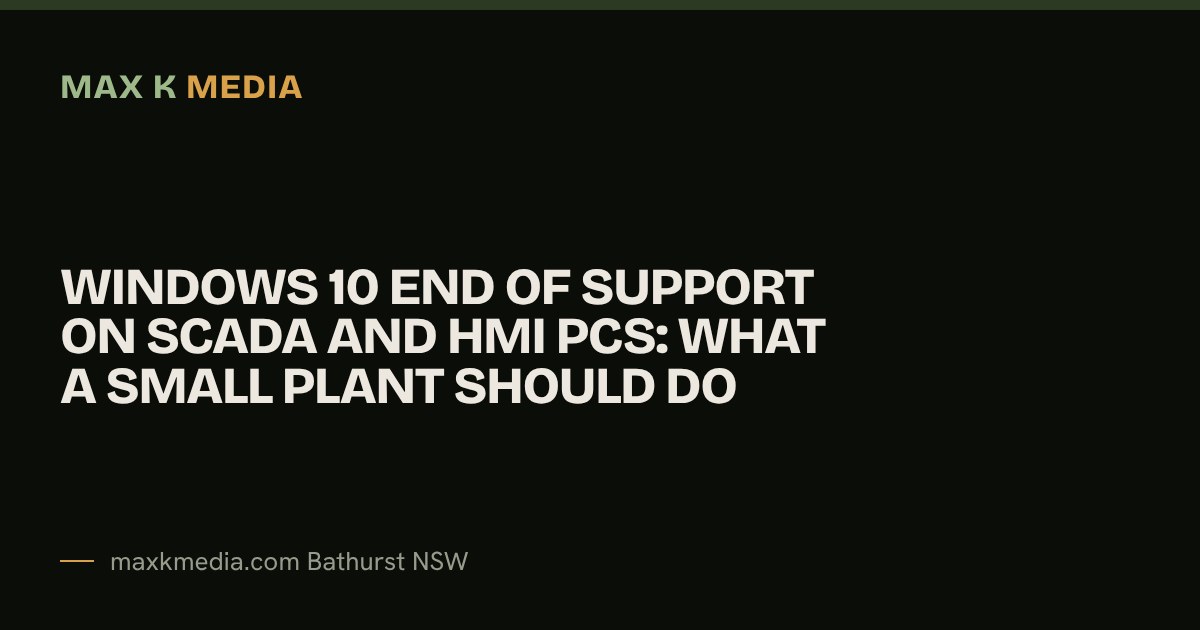 MAX K MEDIA
WINDOWS 10 END OF SUPPORT
ON SCADA AND HMI PCS: WHAT
A SMALL PLANT SHOULD DO
maxkmedia.com Bathurst NSW